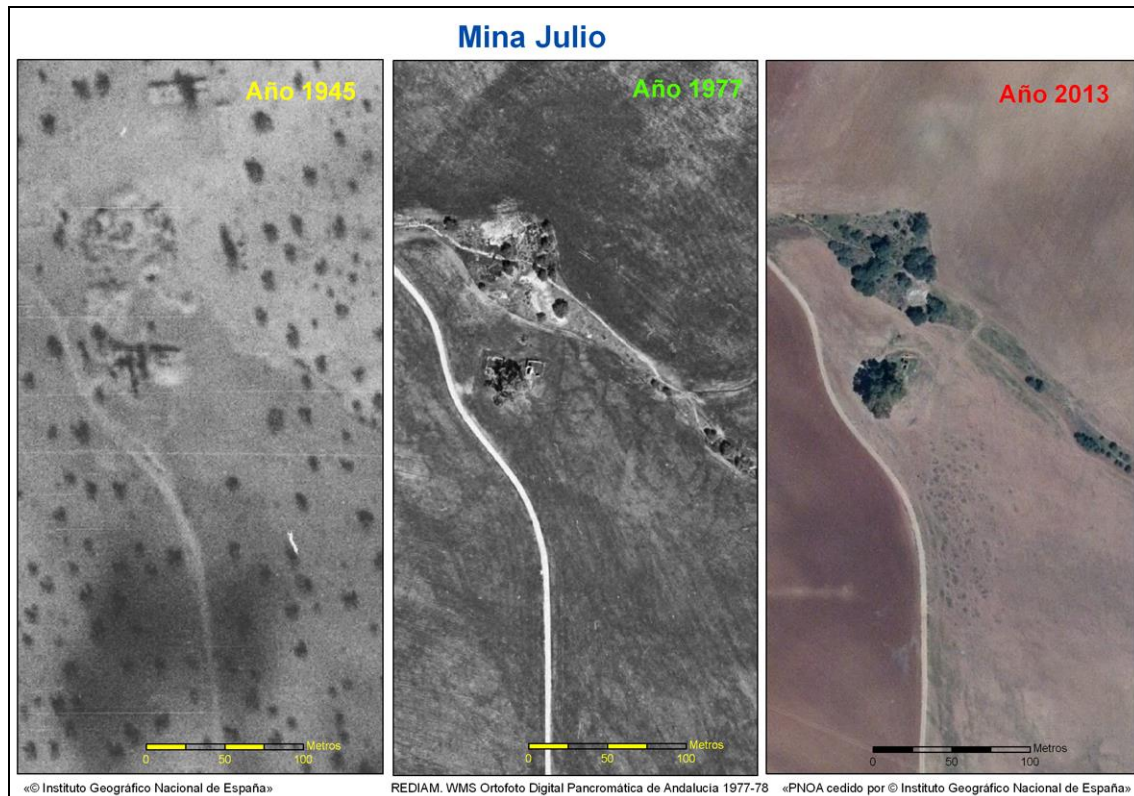 Mina Julio
Año 1945
Año 1977
Año 2013
Metros
0 50 100
Metros
0 50 100
Metros
0 50 100
«© Instituto Geográfico Nacional de España»
REDIAM. WMS Ortofoto Digital Pancromática de Andalucía 1977-78
«PNOA cedido por © Instituto Geográfico Nacional de España»